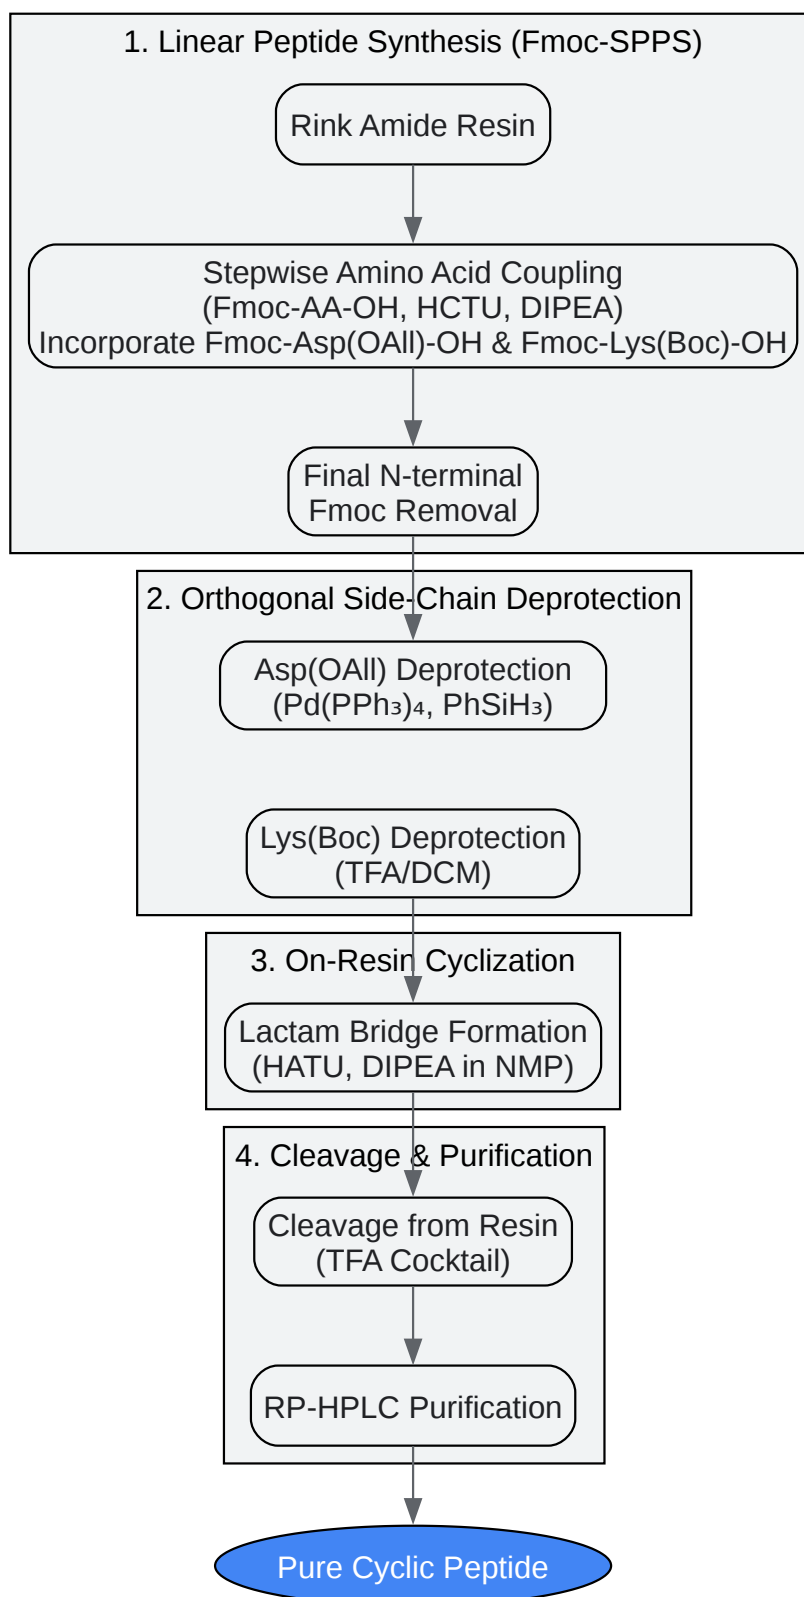 1. Linear Peptide Synthesis (Fmoc-SPPS)
Rink Amide Resin
Stepwise Amino Acid Coupling
(Fmoc-AA-OH, HCTU, DIPEA)
Incorporate Fmoc-Asp(OAll)-OH & Fmoc-Lys(Boc)-OH
Final N-terminal
Fmoc Removal
2. Orthogonal Side-Chain Deprotection
Asp(OAll) Deprotection
(Pd(PPh₃)₄, PhSiH₃)
Lys(Boc) Deprotection
(TFA/DCM)
3. On-Resin Cyclization
Lactam Bridge Formation
(HATU, DIPEA in NMP)
4. Cleavage & Purification
Cleavage from Resin
(TFA Cocktail)
RP-HPLC Purification
Pure Cyclic Peptide